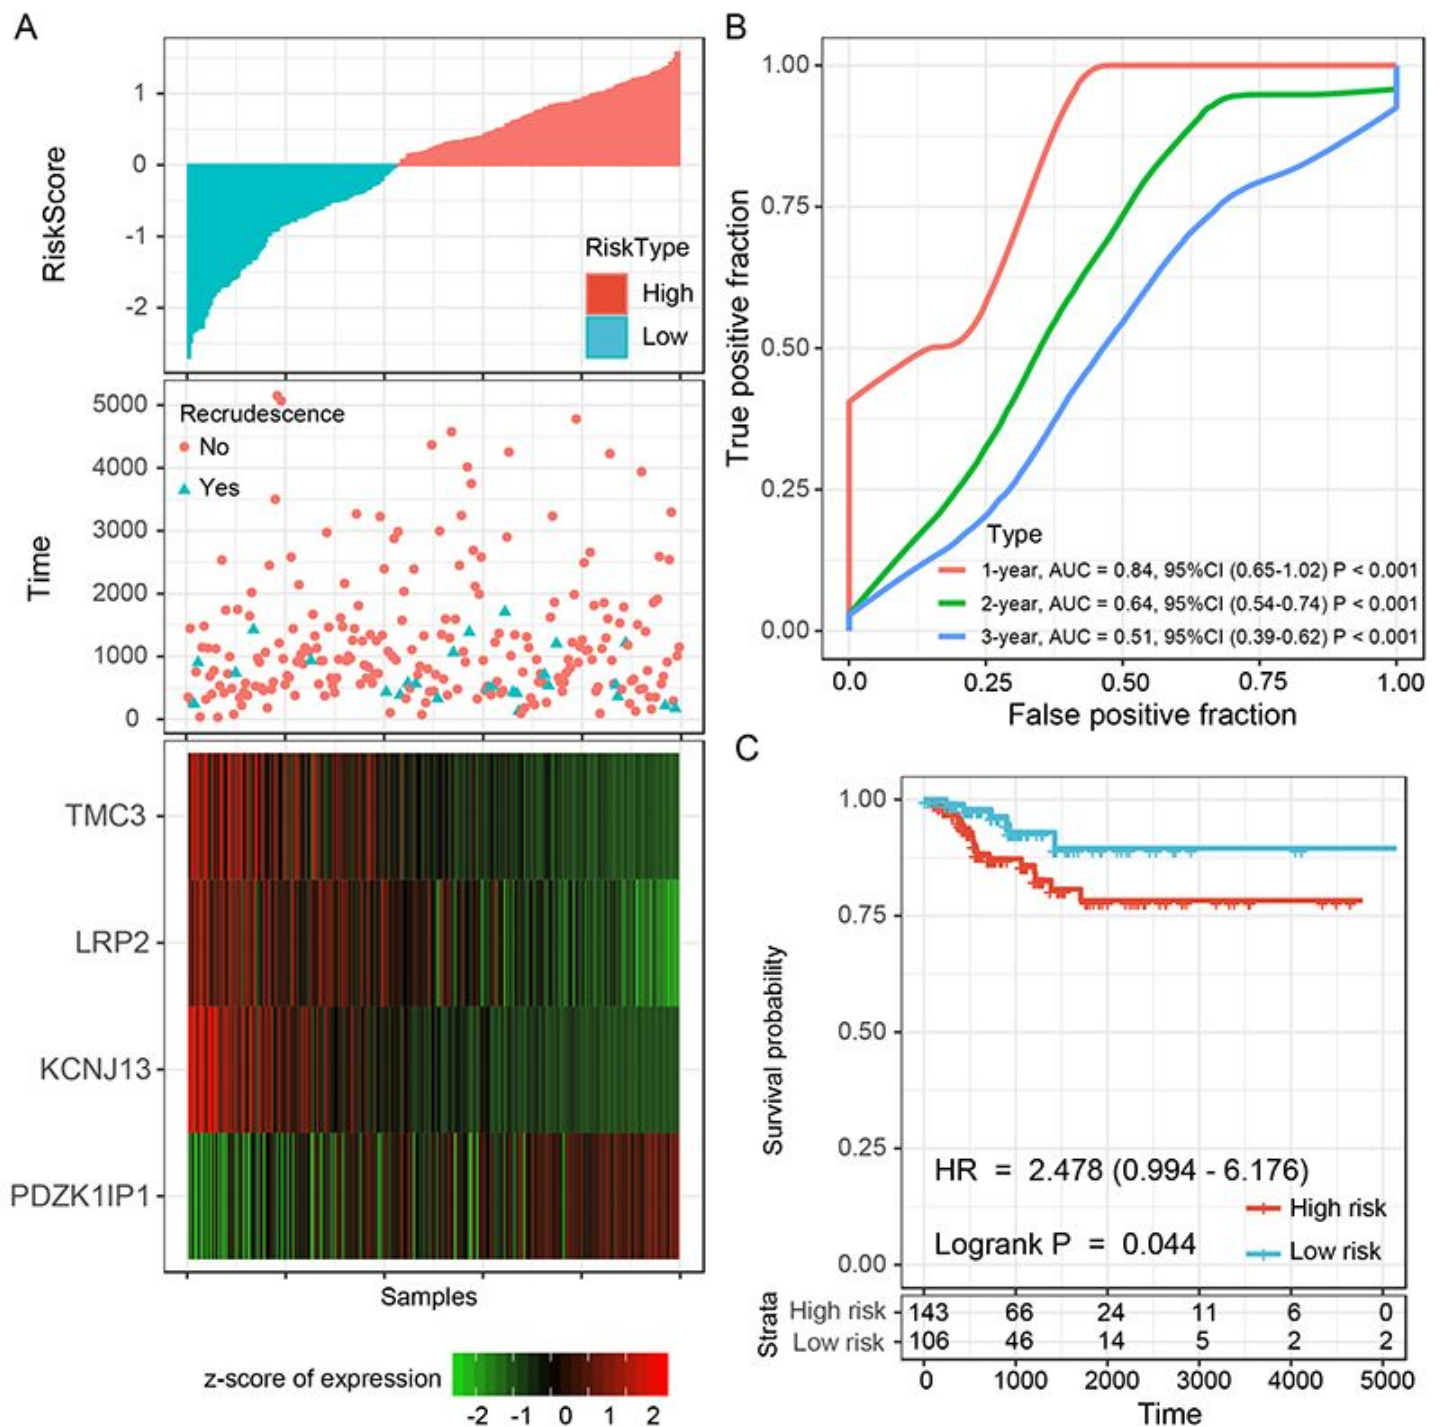 A
RiskScore
1
0
-1
-2
RiskType
High
Low
Time
5000
4000
3000
2000
1000
0
Recrudescence
No
Yes
TMC3
LRP2
KCNJ13
PDZK1IP1
Samples
z-score of expression
-2 -1 0 1 2
B
True positive fraction
1.00
0.75
0.50
0.25
0.00
Type
1-year, AUC = 0.84, 95%CI (0.65-1.02) P < 0.001
2-year, AUC = 0.64, 95%CI (0.54-0.74) P < 0.001
3-year, AUC = 0.51, 95%CI (0.39-0.62) P < 0.001
0.0 0.25 0.50 0.75 1.00
False positive fraction
C
Survival probability
1.00
0.75
0.50
0.25
0.00
HR = 2.478 (0.994 - 6.176)
Logrank P = 0.044
High risk
Low risk
Strata
High risk 143 66 24 11 6 0
Low risk 106 46 14 5 2 2
0 1000 2000 3000 4000 5000
Time